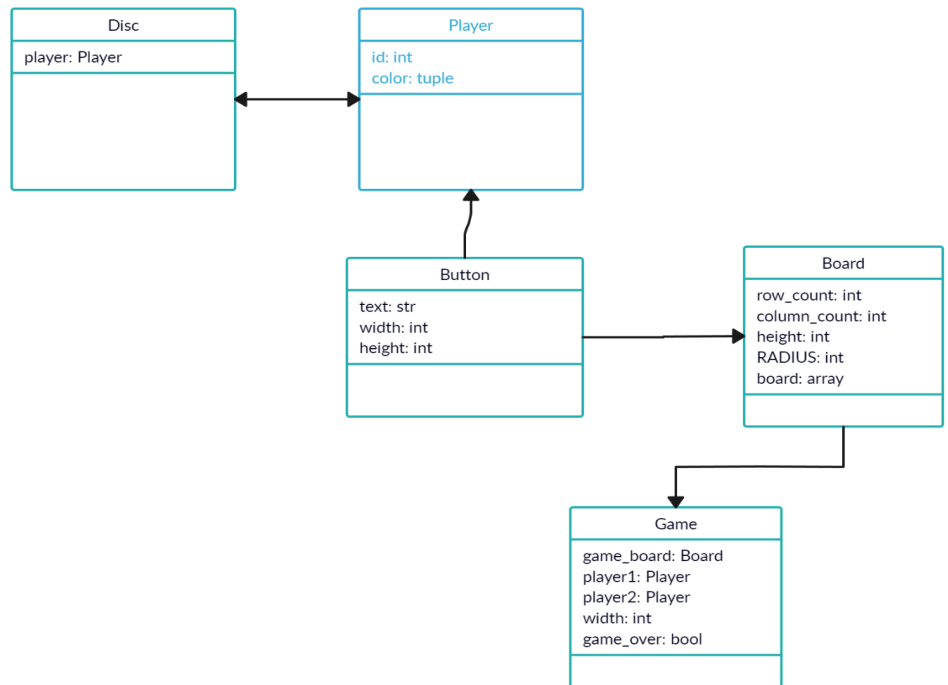 Disc
player: Player
Player
id: int
color: tuple
Button
text: str
width: int
height: int
Board
row_count: int
column_count: int
height: int
RADIUS: int
board: array
Game
game_board: Board
player1: Player
player2: Player
width: int
game_over: bool